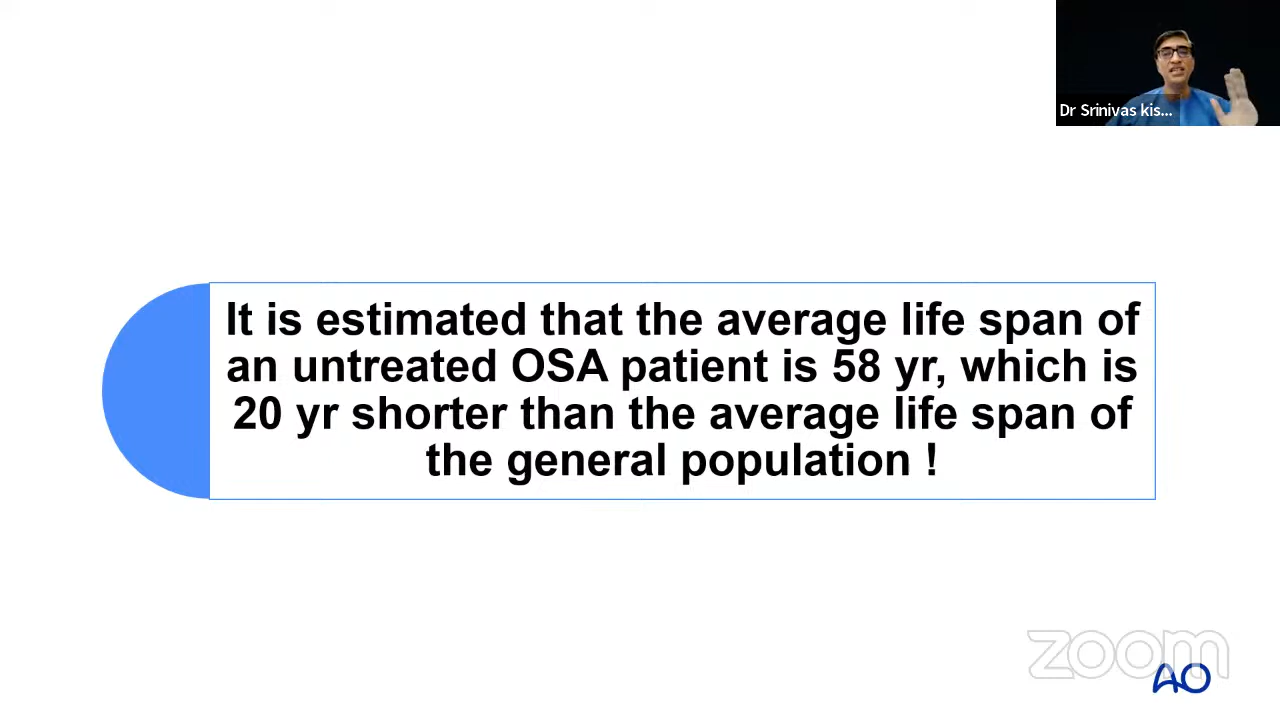 Dr Srinivas kis...
It is estimated that the average life span of
an untreated OSA patient is 58 yr, which is
20 yr shorter than the average life span of
the general population !
zoom
AO